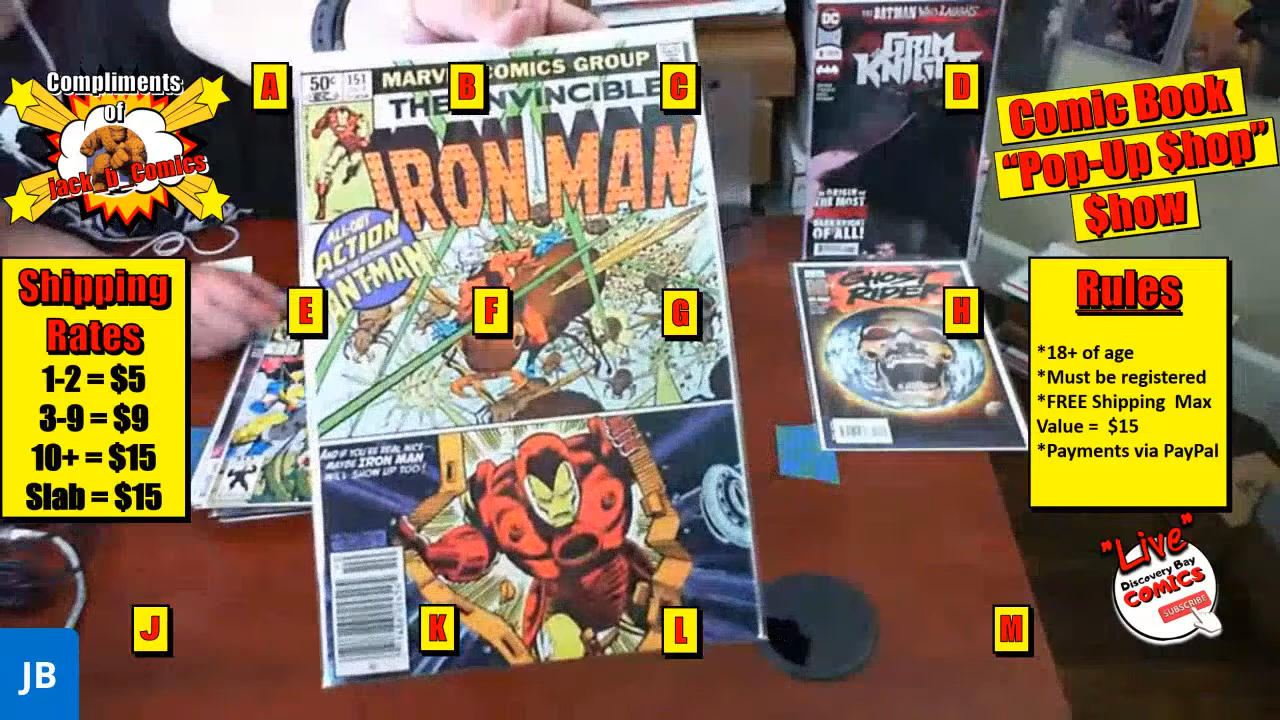 Compliments
Of
jack_b_Comics
Shipping
Rates
1-2 = $5
3-9 = $9
10+ = $15
Slab = $15
JB
A
B
C
D
E
F
G
H
J
K
L
M
50¢
151
MARVEL COMICS GROUP
THE INVINCIBLE
IRON MAN
ALL-OUT
ACTION
ANT-MAN!
AND IF YOU'RE REAL NICE—
MAYBE IRON MAN
WILL SHOW UP TOO!
DC
THE BATMAN WHO LAUGHS
GRIM
KNIGHT
OF ALL!
GHOST
RIDER
Comic Book
"Pop-Up $hop"
$how
Rules
*18+ of age
*Must be registered
*FREE Shipping Max
Value = $15
*Payments via PayPal
"Live"
Discovery Bay
COMICS
SUBSCRIBE